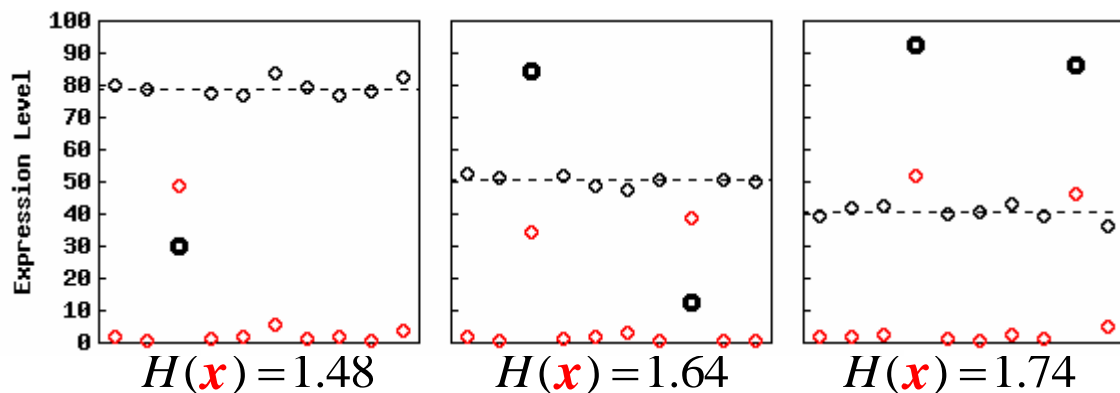 Expression Level
100
90
80
70
60
50
40
30
20
10
0
H(x) = 1.48
H(x) = 1.64
H(x) = 1.74